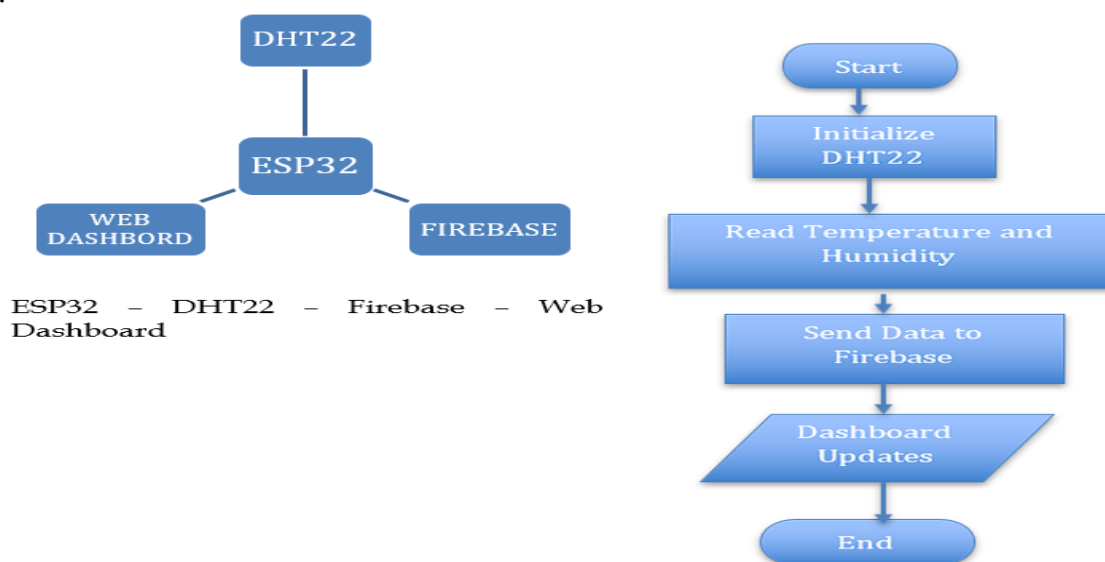 DHT22
ESP32
WEB
DASHBORD
FIREBASE
ESP32 – DHT22 – Firebase – Web
Dashboard
Start
Initialize
DHT22
Read Temperature and
Humidity
Send Data to
Firebase
Dashboard
Updates
End